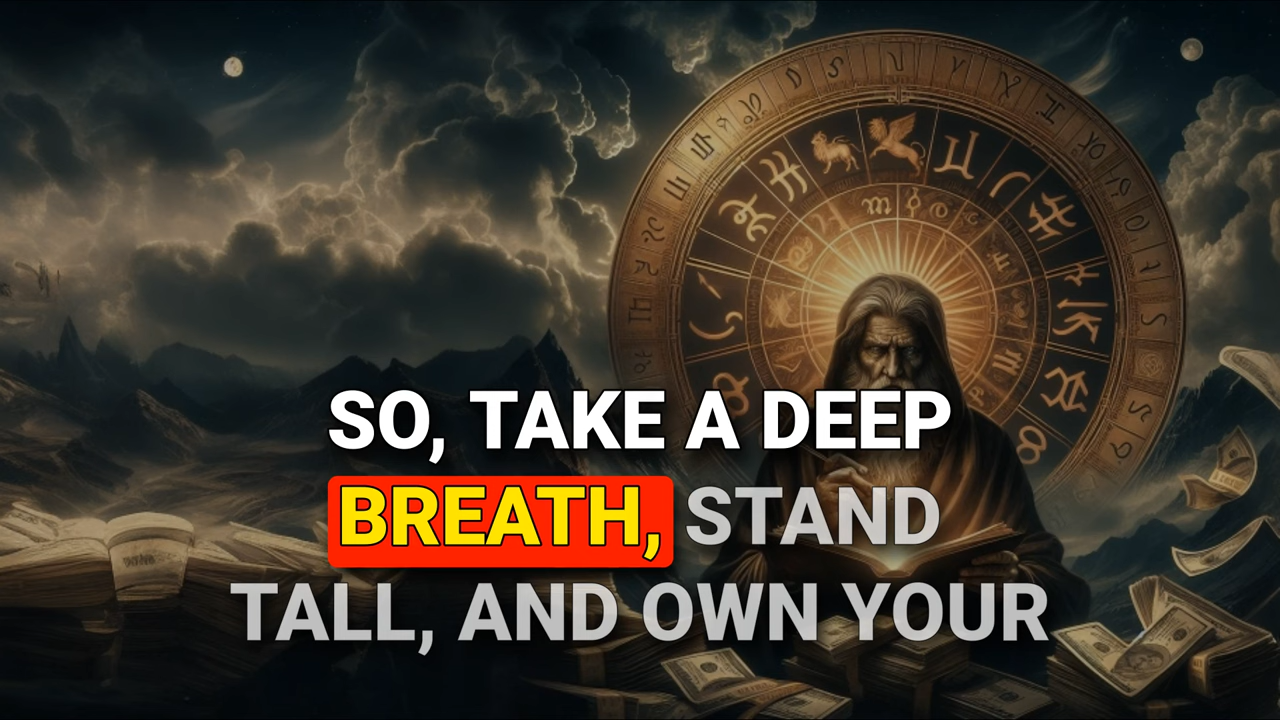 SO, TAKE A DEEP
BREATH, STAND
TALL, AND OWN YOUR